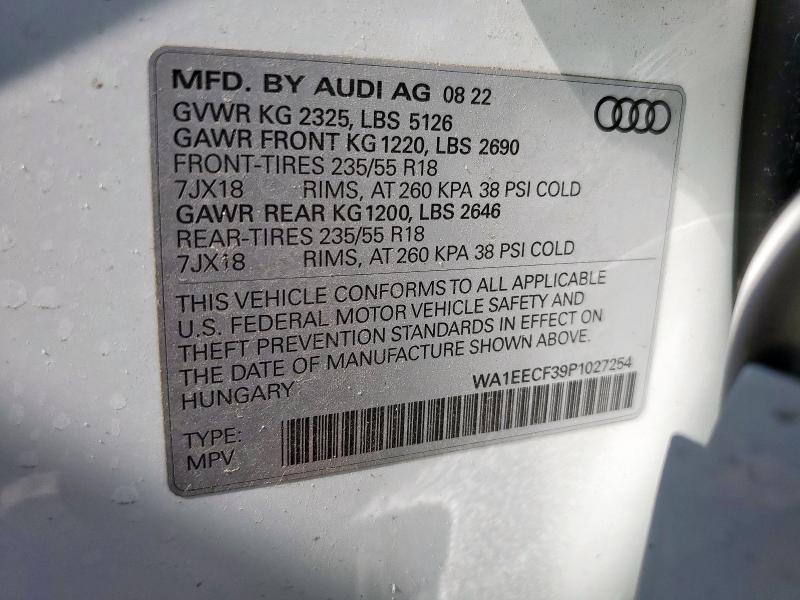 MFD. BY AUDI AG 08 22
GVWR KG 2325, LBS 5126
GAWR FRONT KG 1220, LBS 2690
FRONT-TIRES 235/55 R18
7JX18 RIMS, AT 260 KPA 38 PSI COLD
GAWR REAR KG 1200, LBS 2646
REAR-TIRES 235/55 R18
7JX18 RIMS, AT 260 KPA 38 PSI COLD
THIS VEHICLE CONFORMS TO ALL APPLICABLE
U.S. FEDERAL MOTOR VEHICLE SAFETY AND
THEFT PREVENTION STANDARDS IN EFFECT ON
THE DATE OF MANUFACTURE SHOWN ABOVE.
HUNGARY WA1EECF39P1027254
TYPE:
MPV